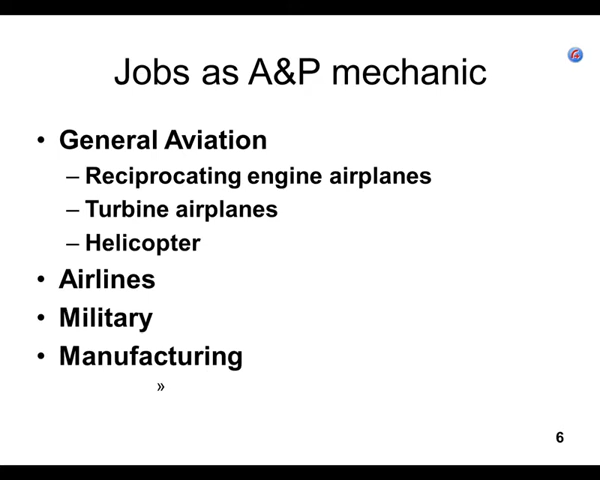 Jobs as A&P mechanic
• General Aviation
– Reciprocating engine airplanes
– Turbine airplanes
– Helicopter
• Airlines
• Military
• Manufacturing
»
6